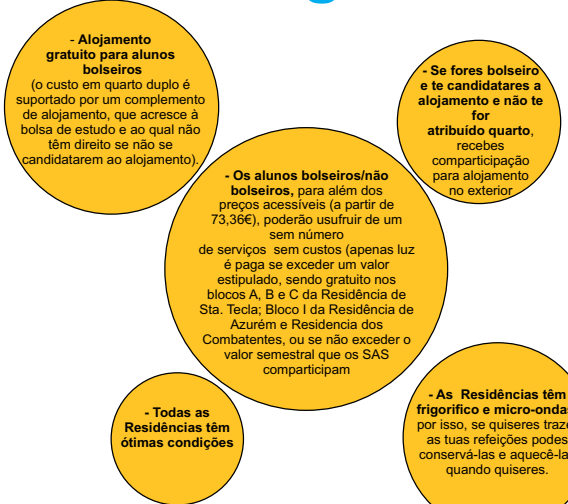 - Alojamento
gratuito para alunos
bolseiros
(o custo em quarto duplo é
suportado por um complemento
de alojamento, que acresce à
bolsa de estudo e ao qual não
têm direito se não se
candidatarem ao alojamento).
- Se fores bolseiro
e te candidatares a
alojamento e não te
for
atribuído quarto,
recebes
comparticipação
para alojamento
no exterior
- Os alunos bolseiros/não
bolseiros, para além dos
preços acessíveis (a partir de
73,36€), poderão usufruir de um
sem número
de serviços sem custos (apenas luz
é paga se exceder um valor
estipulado, sendo gratuito nos
blocos A, B e C da Residência de
Sta. Tecla; Bloco I da Residência de
Azurém e Residencia dos
Combatentes, ou se não exceder o
valor semestral que os SAS
comparticipam
- Todas as
Residências têm
ótimas condições
- As Residências têm
frigorifico e micro-ondas
por isso, se quiseres
as tuas refeições podes
conservá-las e
quando quiseres.